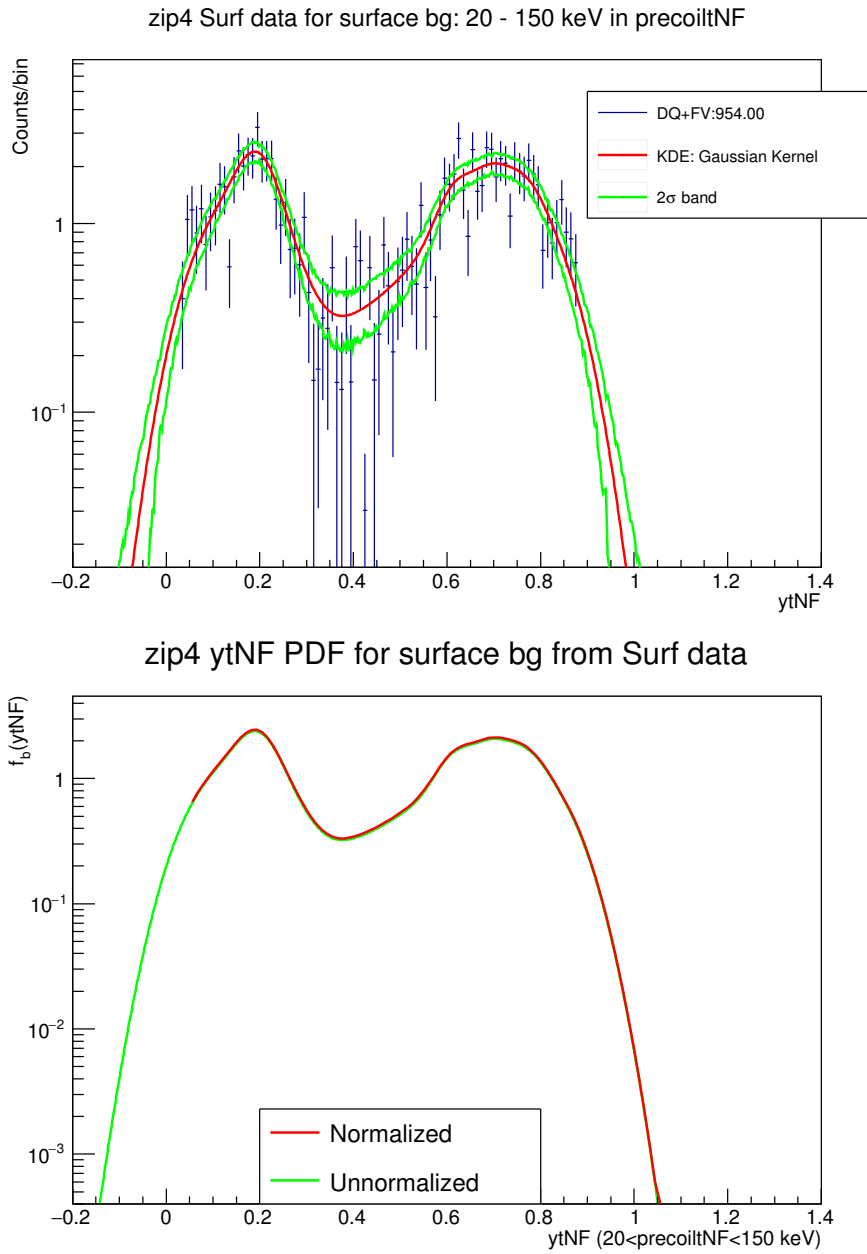 zip4 Surf data for surface bg: 20 - 150 keV in precoiltNF
Counts/bin
DQ+FV:954.00
KDE: Gaussian Kernel
2σ band
1
10⁻¹
−0.2 0 0.2 0.4 0.6 0.8 1 1.2 1.4
ytNF
zip4 ytNF PDF for surface bg from Surf data
f_b(ytNF)
1
10⁻¹
10⁻²
10⁻³
Normalized
Unnormalized
−0.2 0 0.2 0.4 0.6 0.8 1 1.2 1.4
ytNF (20<precoiltNF<150 keV)